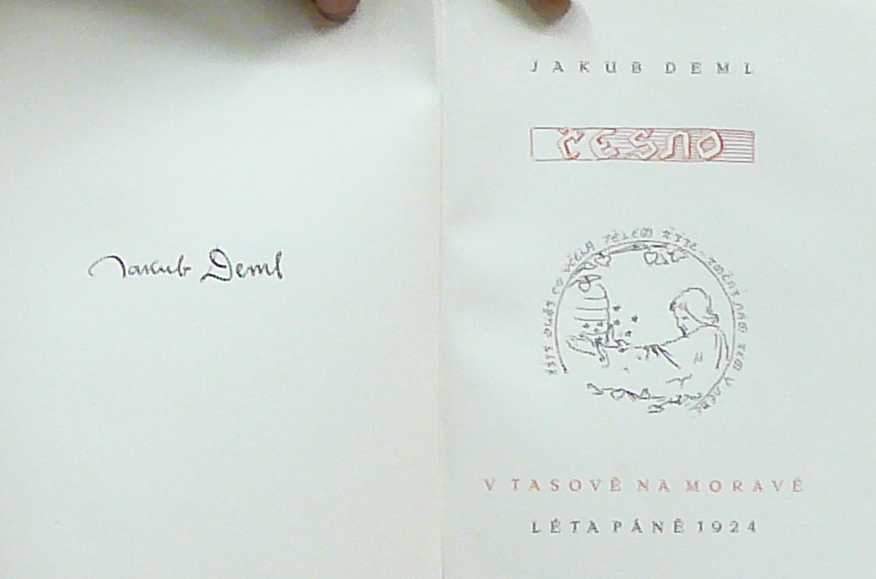 Jakub Deml
JAKUB DEML
ČESNO
V TASOVĚ NA MORAVĚ
LÉTA PÁNĚ 1924